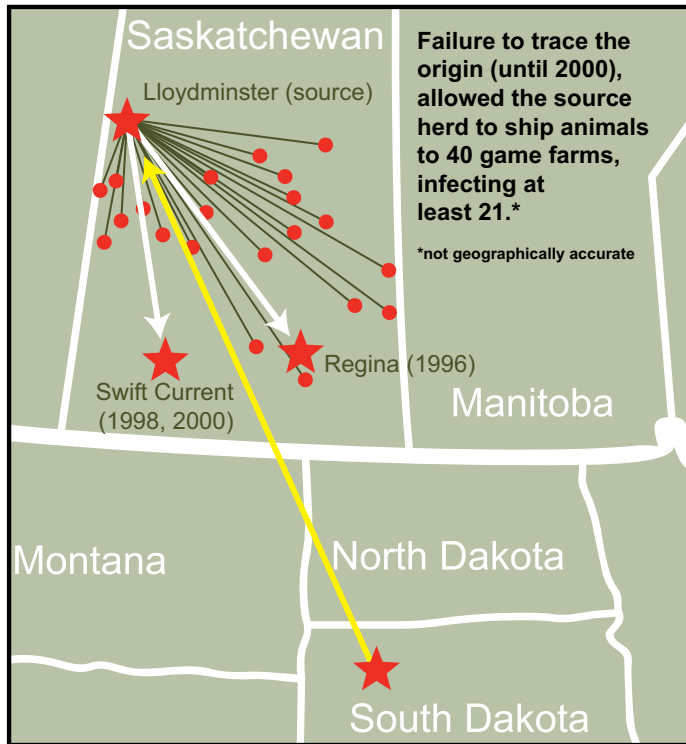 Saskatchewan
Lloydminster (source)
Failure to trace the
origin (until 2000),
allowed the source
herd to ship animals
to 40 game farms,
infecting at
least 21.*
*not geographically accurate
Regina (1996)
Swift Current
(1998, 2000)
Manitoba
Montana
North Dakota
South Dakota